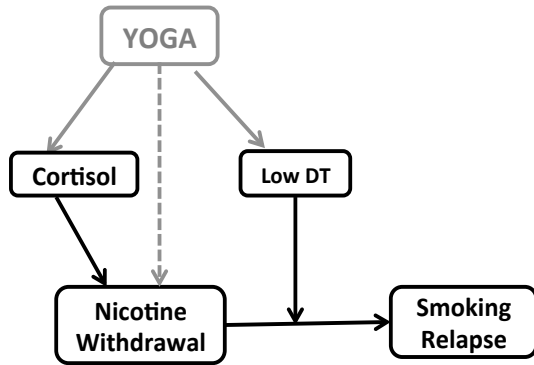 YOGA
Cortisol
Low DT
Nicotine
Withdrawal
Smoking
Relapse